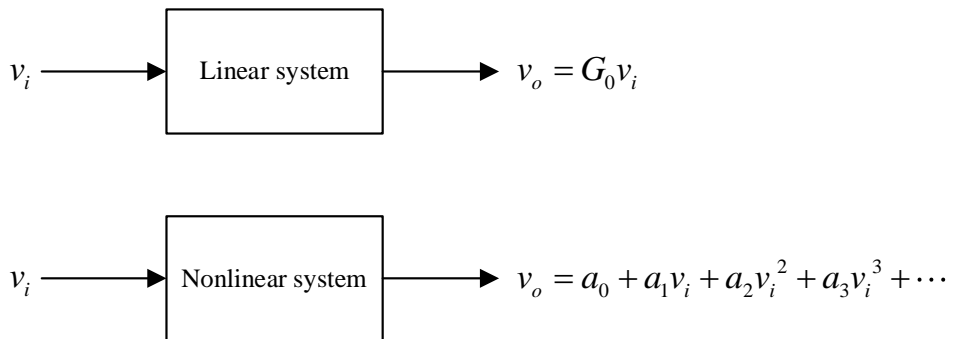 v_i Linear system v_o = G_0 v_i
v_i Nonlinear system v_o = a_0 + a_1 v_i + a_2 v_i^2 + a_3 v_i^3 + ⋯